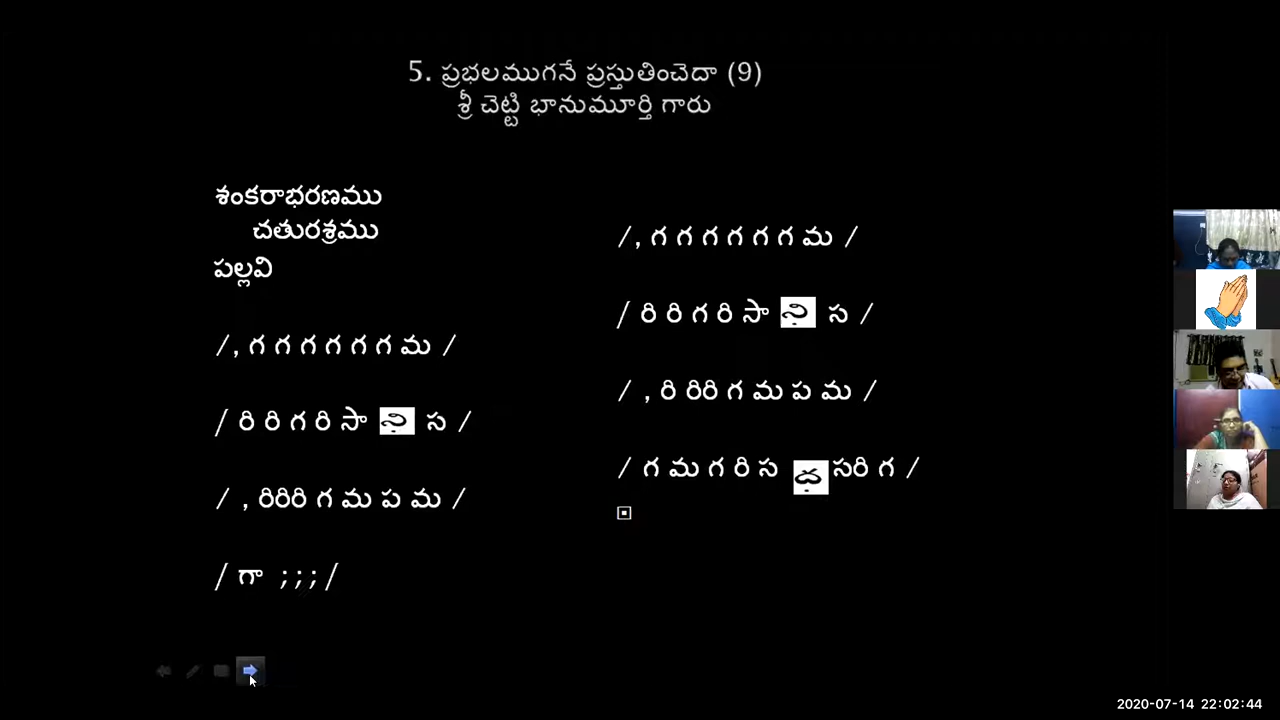 5. ప్రభలముగనే ప్రస్తుతించెదా (9)
శ్రీ చెట్టి భానుమూర్తి గారు
శంకరాభరణము
చతురశ్రము
పల్లవి
/ , గ గ గ గ గ గ మ /
/ రి రి గ రి సా ని స /
/ , రిరిరి గ మ ప మ /
/ గా ; ; ; /
/ , గ గ గ గ గ గ మ /
/ రి రి గ రి సా ని స /
/ , రి రిరి గ మ ప మ /
/ గ మ గ రి స ధ సరి గ /
2020-07-14 22:02:44